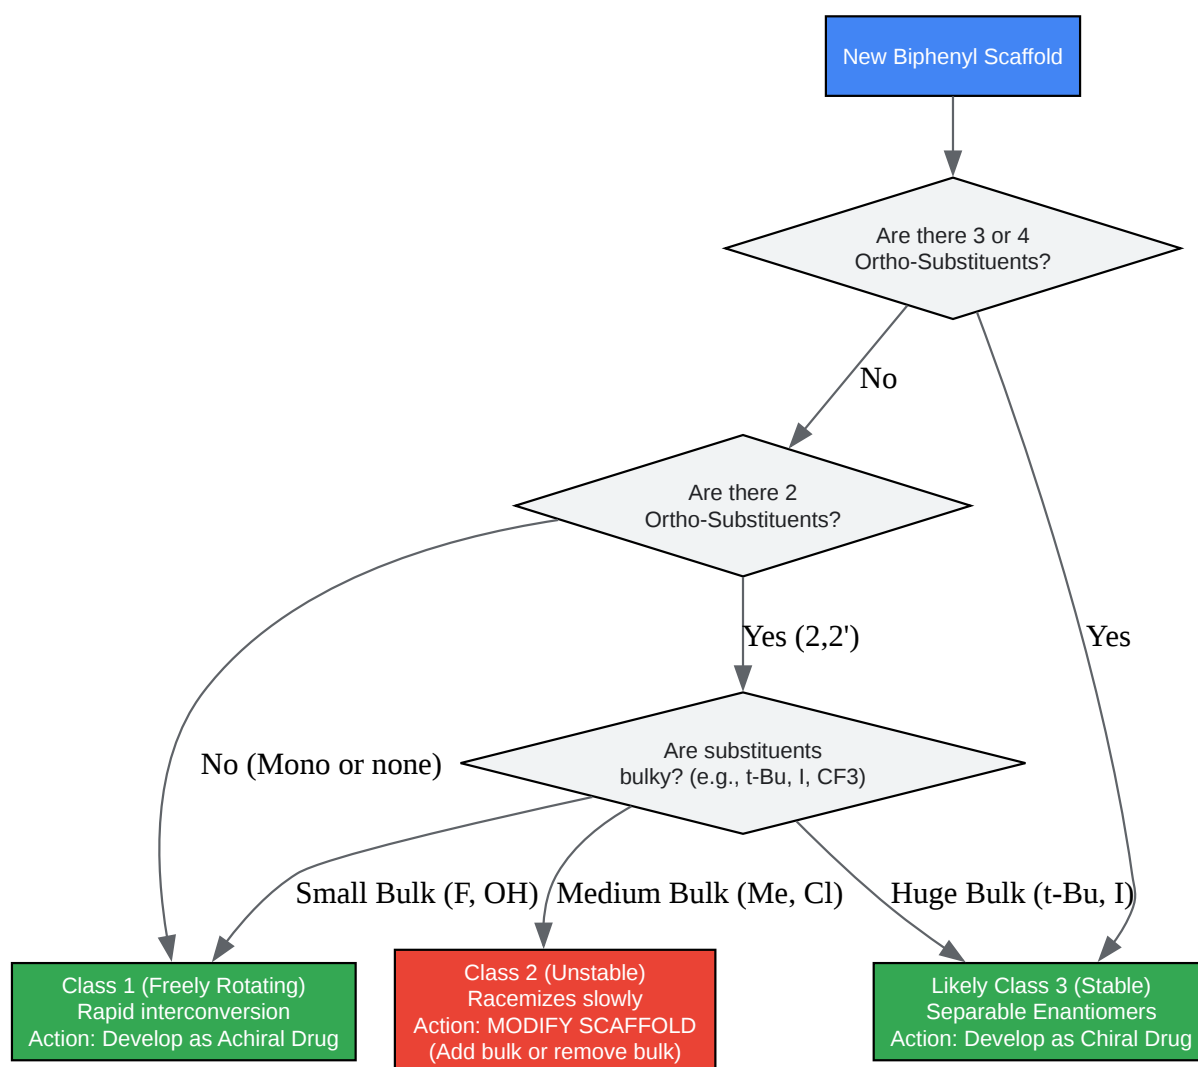 New Biphenyl Scaffold
Are there 3 or 4
Ortho-Substituents?
No
Are there 2
Ortho-Substituents?
Yes (2,2')
Yes
Are substituents
bulky? (e.g., t-Bu, I, CF3)
No (Mono or none)
Small Bulk (F, OH)
Medium Bulk (Me, Cl)
Huge Bulk (t-Bu, I)
Class 1 (Freely Rotating)
Rapid interconversion
Action: Develop as Achiral Drug
Class 2 (Unstable)
Racemizes slowly
Action: MODIFY SCAFFOLD
(Add bulk or remove bulk)
Likely Class 3 (Stable)
Separable Enantiomers
Action: Develop as Chiral Drug